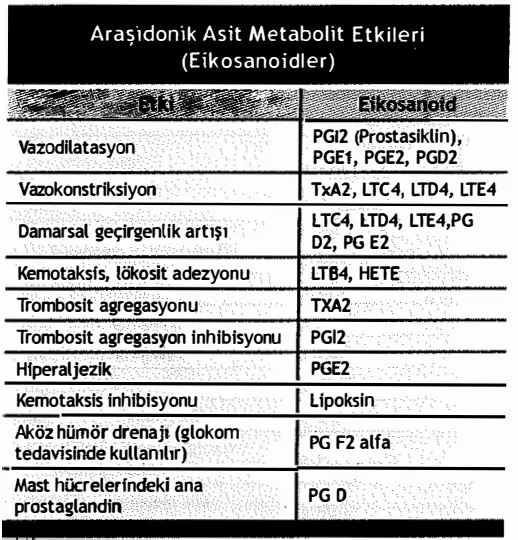 Araşidonik Asit Metabolit Etkileri
(Eikosanoidler)
Etki Eikosanoid
Vazodilatasyon PGI2 (Prostasiklin),
PGE1, PGE2, PGD2
Vazokonstriksiyon TxA2, LTC4, LTD4, LTE4
Damarsal geçirgenlik artışı LTC4, LTD4, LTE4,PG
D2, PG E2
Kemotaksis, lökosit adezyonu LTB4, HETE
Trombosit agregasyonu TXA2
Trombosit agregasyon inhibisyonu PGI2
Hiperaljezik PGE2
Kemotaksis inhibisyonu Lipoksin
Aköz hümör drenajı (glokom
tedavisinde kullanılır) PG F2 alfa
Mast hücrelerindeki ana
prostaglandin PG D